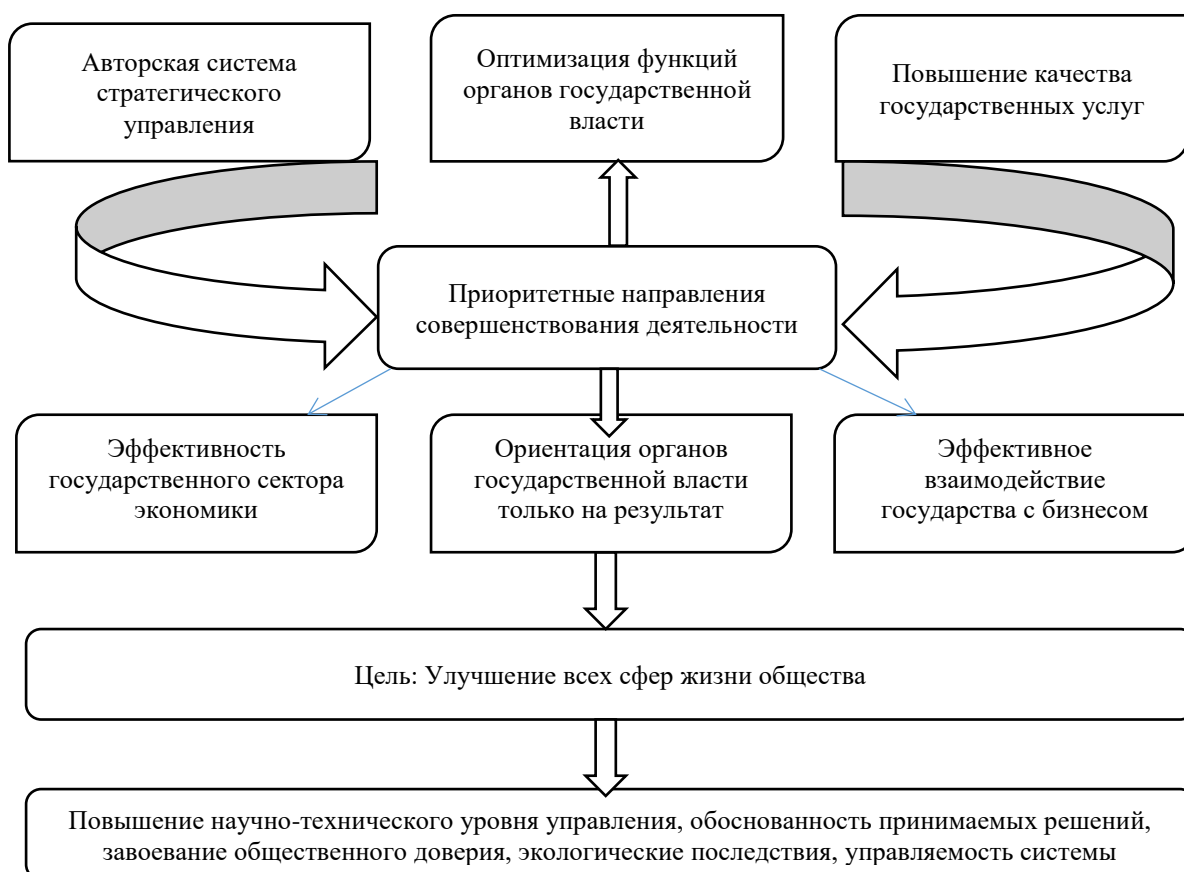 Авторская система
стратегического
управления
Оптимизация функций
органов государственной
власти
Повышение качества
государственных услуг
Приоритетные направления
совершенствования деятельности
Эффективность
государственного сектора
экономики
Ориентация органов
государственной власти
только на результат
Эффективное
взаимодействие
государства с бизнесом
Цель: Улучшение всех сфер жизни общества
Повышение научно-технического уровня управления, обоснованность принимаемых решений,
завоевание общественного доверия, экологические последствия, управляемость системы